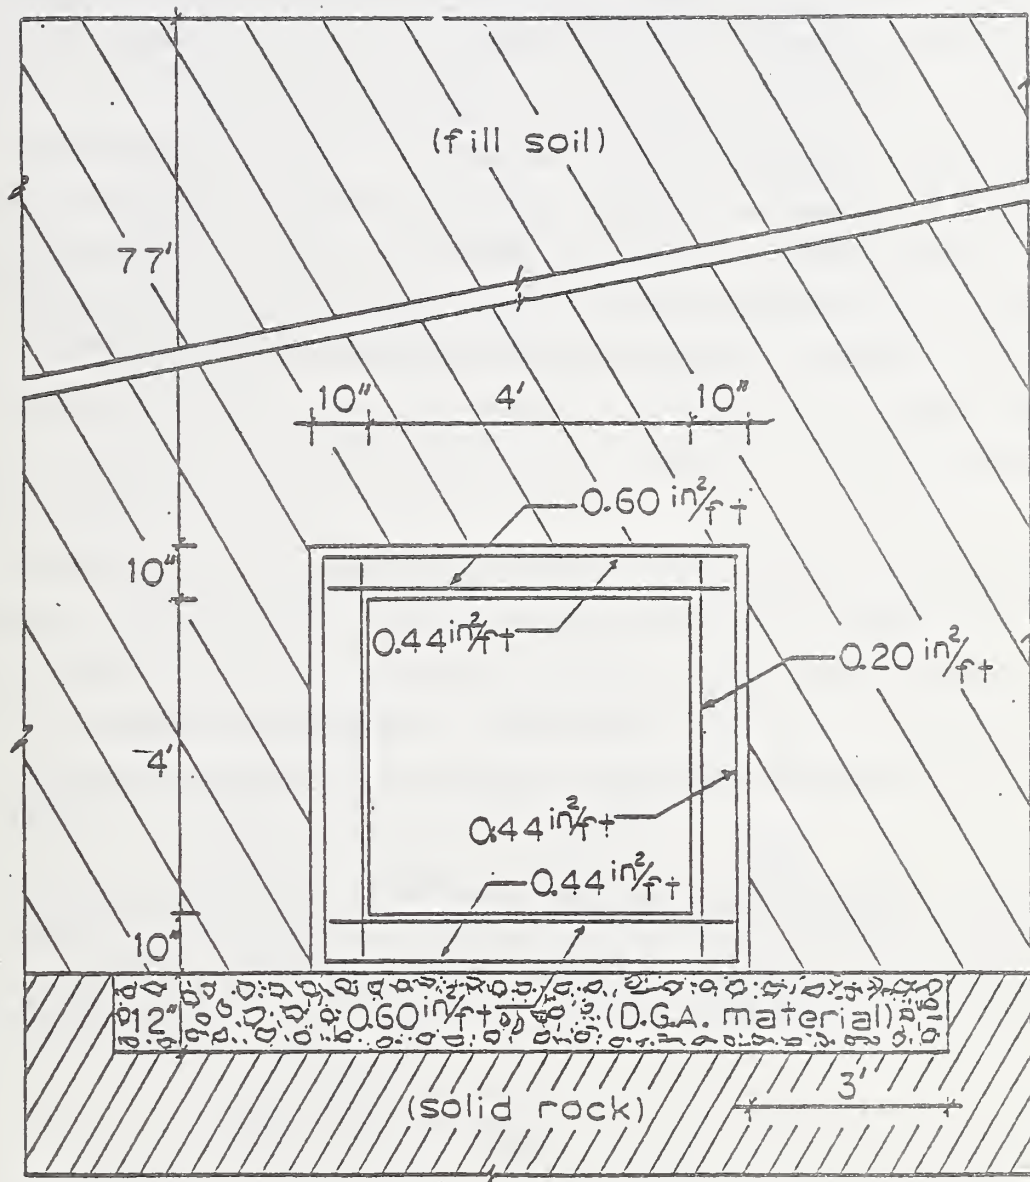 (fill soil)
77'
10" 4' 10"
0.60 in²/ft
10"
0.44 in²/ft
0.20 in²/ft
4'
0.44 in²/ft
0.44 in²/ft
10"
12" 0.60 in²/ft (D.G.A. material)
3'
(solid rock)